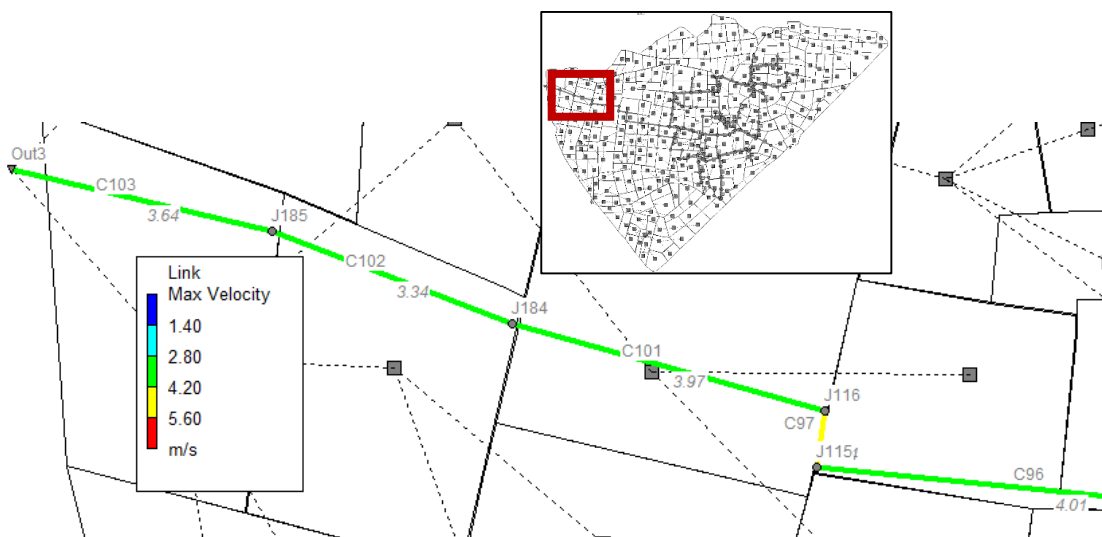 Out3
C103
3.64
J185
C102
3.34
J184
C101
3.97
J116
C97
J115
C96
4.01
Link
Max Velocity
1.40
2.80
4.20
5.60
m/s